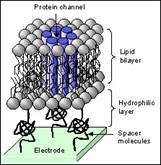 Protein channel
Lipid
bilayer
Hydrophilic
layer
Spacer
molecules
Electrode